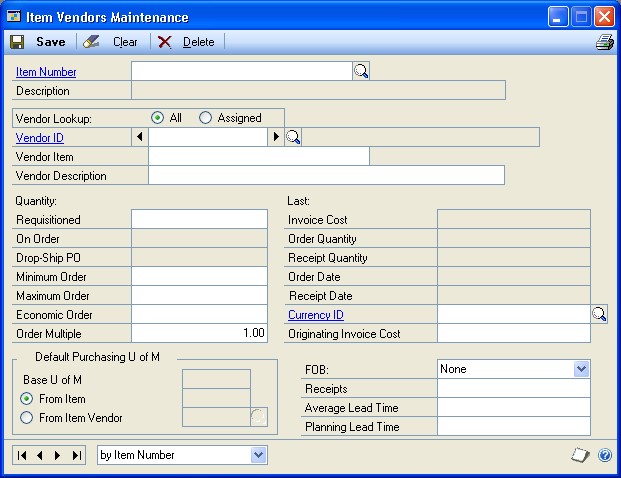 Item Vendors Maintenance
Save Clear Delete
Item Number
Description
Vendor Lookup: All Assigned
Vendor ID
Vendor Item
Vendor Description
Quantity:
Requisitioned
On Order
Drop-Ship PO
Minimum Order
Maximum Order
Economic Order
Order Multiple 1.00
Last:
Invoice Cost
Order Quantity
Receipt Quantity
Order Date
Receipt Date
Currency ID
Originating Invoice Cost
Default Purchasing U of M
Base U of M
From Item
From Item Vendor
FOB: None
Receipts
Average Lead Time
Planning Lead Time
by Item Number